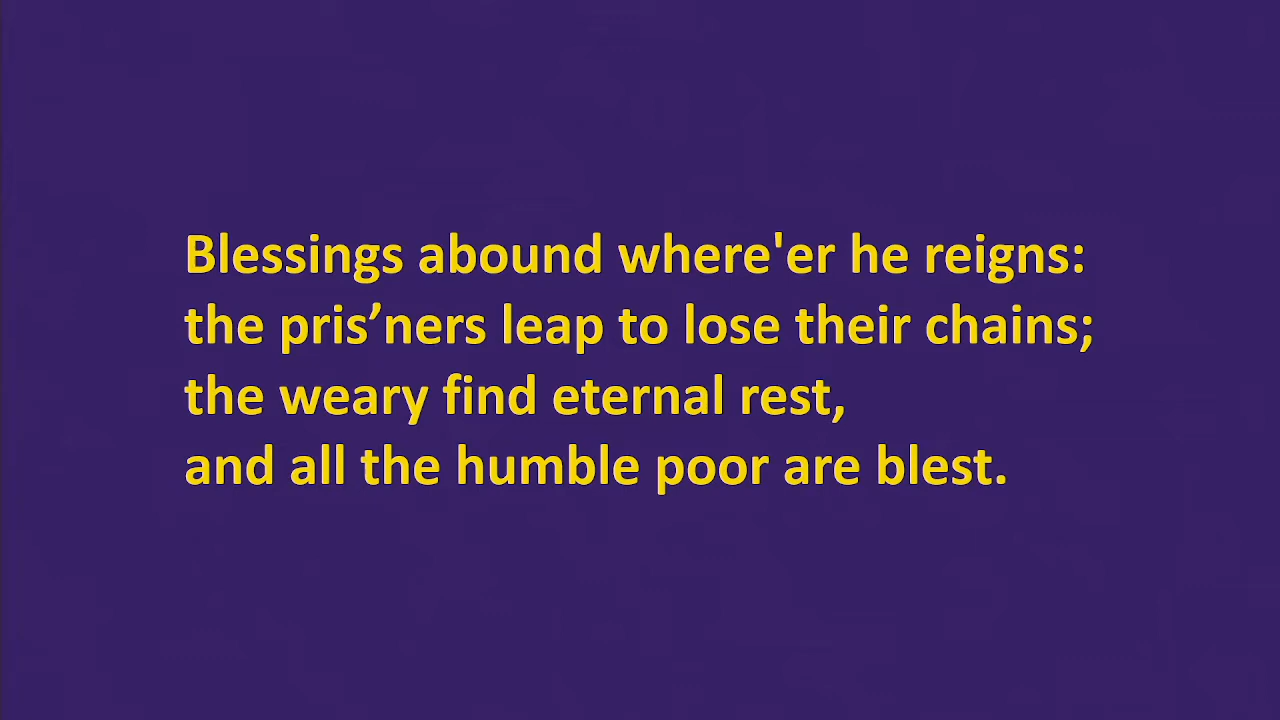 Blessings abound where'er he reigns:
the pris’ners leap to lose their chains;
the weary find eternal rest,
and all the humble poor are blest.